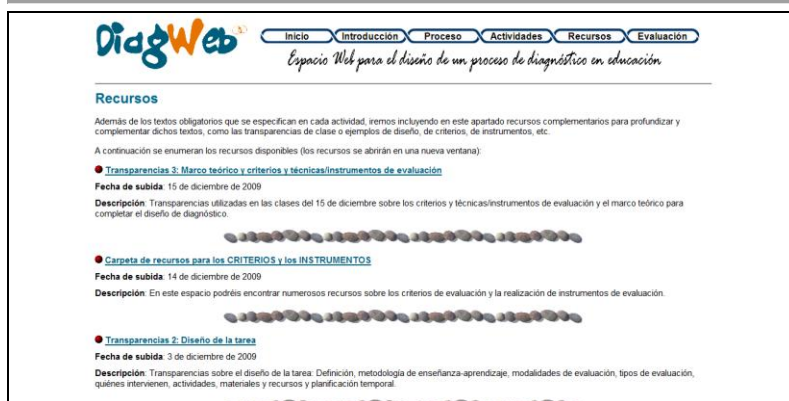 DiagWeb
Inicio Introducción Proceso Actividades Recursos Evaluación
Espacio Web para el diseño de un proceso de diagnóstico en educación
Recursos
Además de los textos obligatorios que se especifican en cada actividad, iremos incluyendo en este apartado recursos complementarios para profundizar y
complementar dichos textos, como las transparencias de clase o ejemplos de diseño, de criterios, de instrumentos, etc.
A continuación se enumeran los recursos disponibles (los recursos se abrirán en una nueva ventana):
Transparencias 3: Marco teórico y criterios y técnicas/instrumentos de evaluación
Fecha de subida: 15 de diciembre de 2009
Descripción: Transparencias utilizadas en las clases del 15 de diciembre sobre los criterios y técnicas/instrumentos de evaluación y el marco teórico para
completar el diseño de diagnóstico.
Carpeta de recursos para los CRITERIOS y los INSTRUMENTOS
Fecha de subida: 14 de diciembre de 2009
Descripción: En este espacio podréis encontrar numerosos recursos sobre los criterios de evaluación y la realización de instrumentos de evaluación.
Transparencias 2: Diseño de la tarea
Fecha de subida: 3 de diciembre de 2009
Descripción: Transparencias sobre el diseño de la tarea: Definición, metodología de enseñanza-aprendizaje, modalidades de evaluación, tipos de evaluación,
quiénes intervienen, actividades, materiales y recursos y planificación temporal.